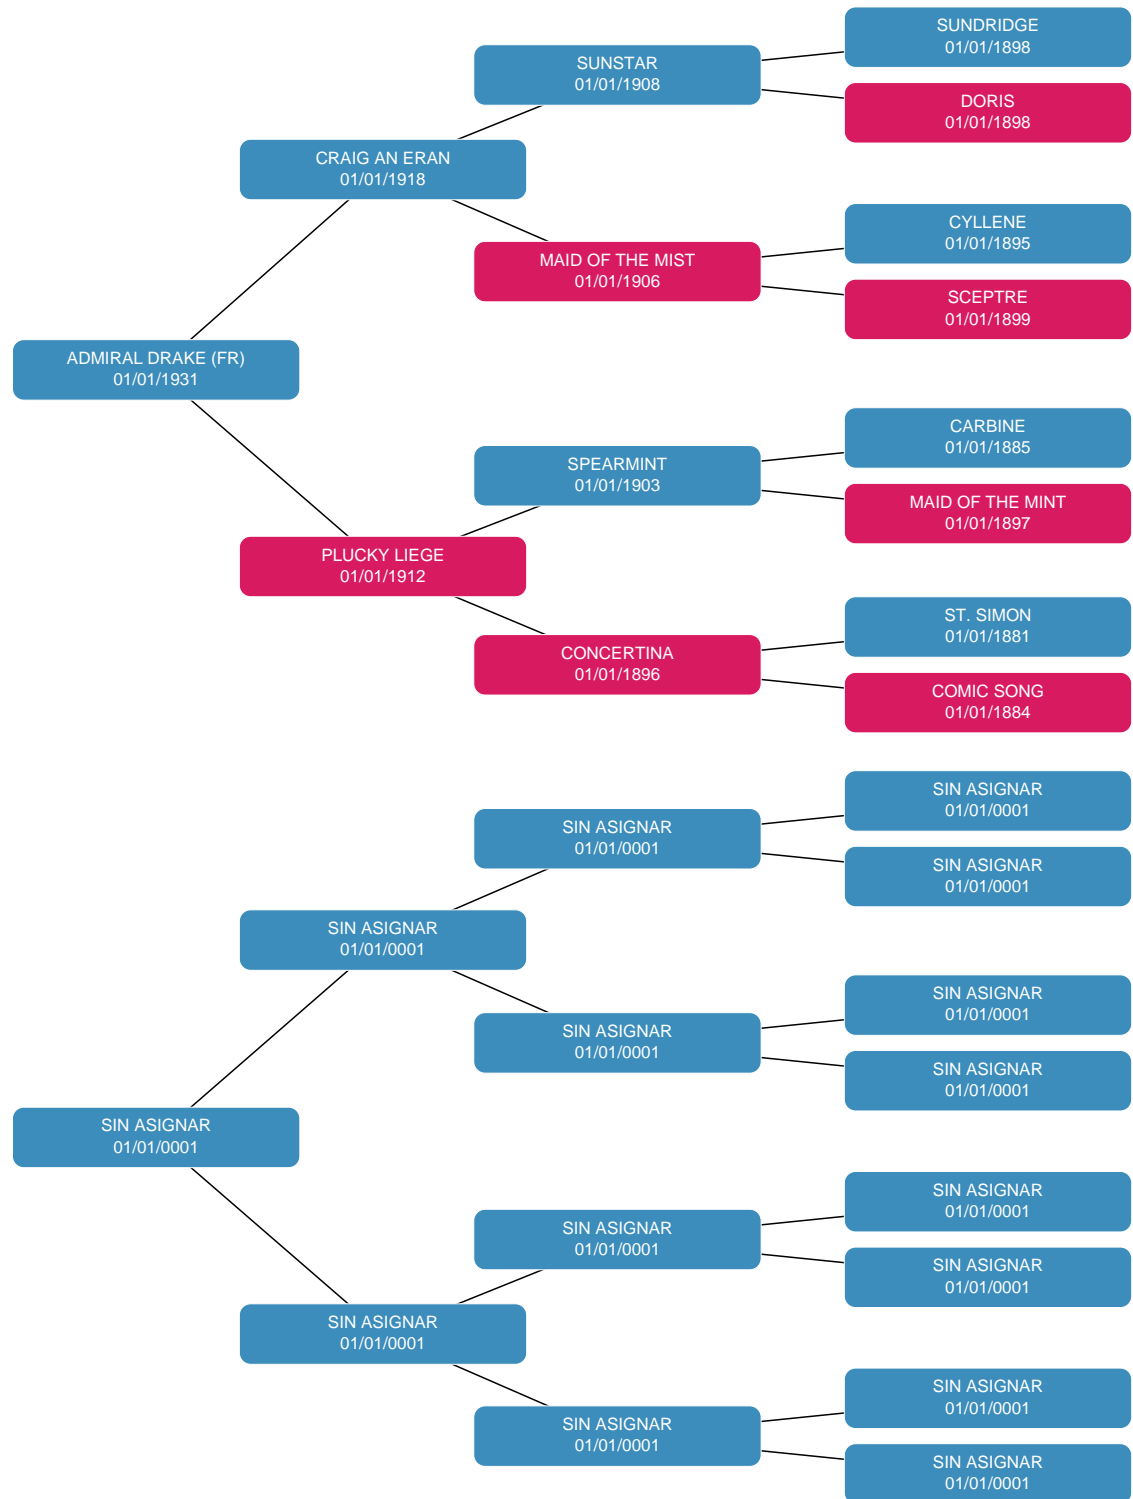 SUNDRIDGE
01/01/1898
SUNSTAR
01/01/1908
DORIS
01/01/1898
CRAIG AN ERAN
01/01/1918
CYLLENE
01/01/1895
MAID OF THE MIST
01/01/1906
SCEPTRE
01/01/1899
ADMIRAL DRAKE (FR)
01/01/1931
CARBINE
01/01/1885
SPEARMINT
01/01/1903
MAID OF THE MINT
01/01/1897
PLUCKY LIEGE
01/01/1912
ST. SIMON
01/01/1881
CONCERTINA
01/01/1896
COMIC SONG
01/01/1884
SIN ASIGNAR
01/01/0001
SIN ASIGNAR
01/01/0001
SIN ASIGNAR
01/01/0001
SIN ASIGNAR
01/01/0001
SIN ASIGNAR
01/01/0001
SIN ASIGNAR
01/01/0001
SIN ASIGNAR
01/01/0001
SIN ASIGNAR
01/01/0001
SIN ASIGNAR
01/01/0001
SIN ASIGNAR
01/01/0001
SIN ASIGNAR
01/01/0001
SIN ASIGNAR
01/01/0001
SIN ASIGNAR
01/01/0001
SIN ASIGNAR
01/01/0001
SIN ASIGNAR
01/01/0001